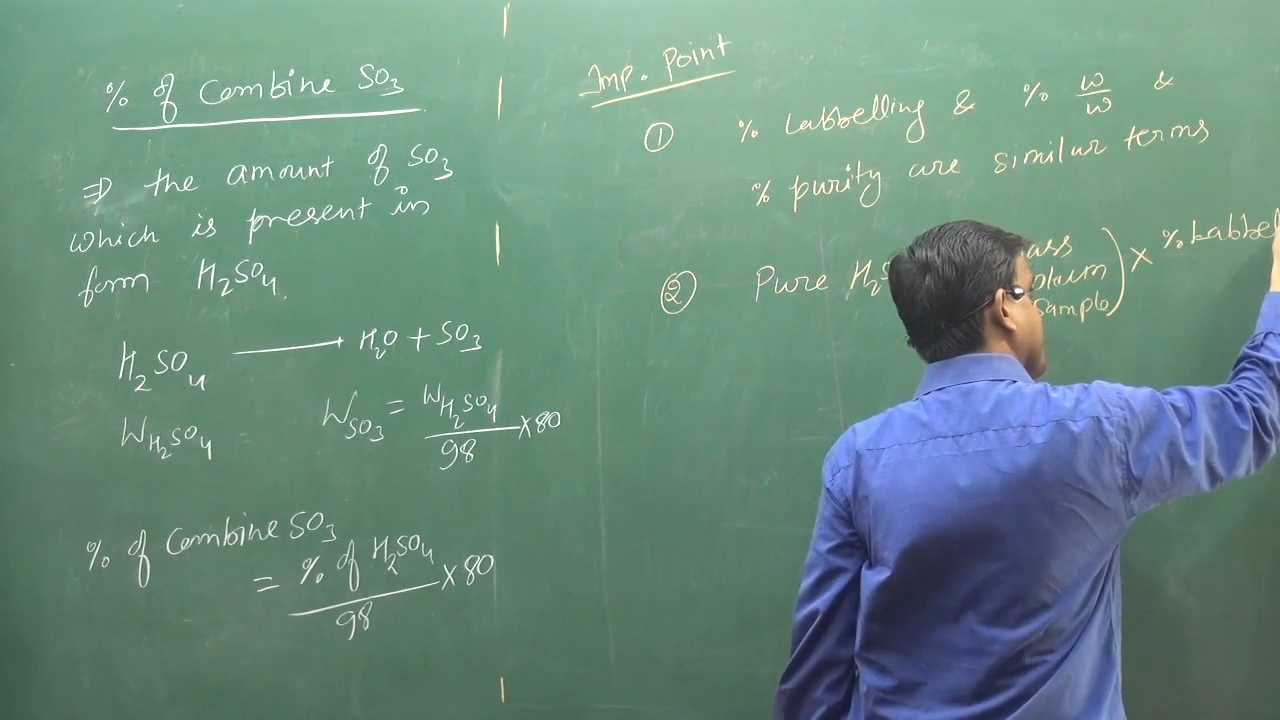 % of Combine SO3
⇒ the amount of SO3
which is present in
form H2SO4.
H2SO4 ⟶ H2O + SO3
WH2SO4 WSO3 = WH2SO4/98 × 80
% of Combine SO3
= % of H2SO4/98 × 80
Imp. Point
① % Labbelling & % w/w &
% purity are similar terms
② Pure × % Labbel
Sample)